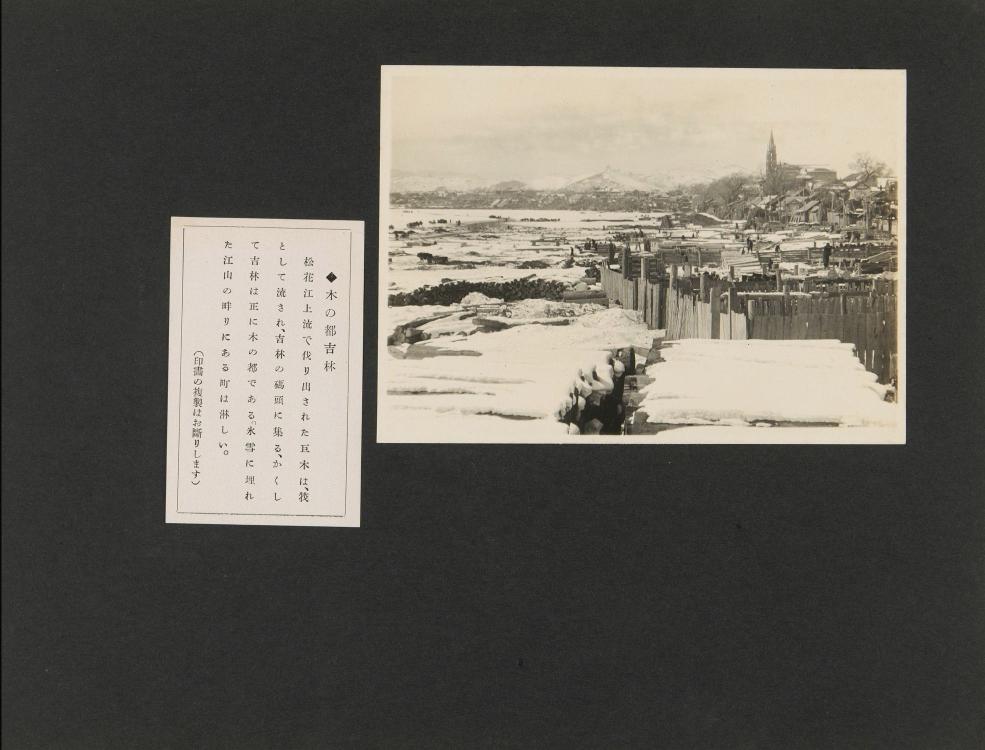 ◆木の都吉林
松花江上流で伐り出された巨木は、筏
として流され、吉林の碼頭に集る、かくし
て吉林は正に木の都である。氷雪に埋れ
た江山の畔りにある町は淋しい。
(印畵の複製はお斷りします)